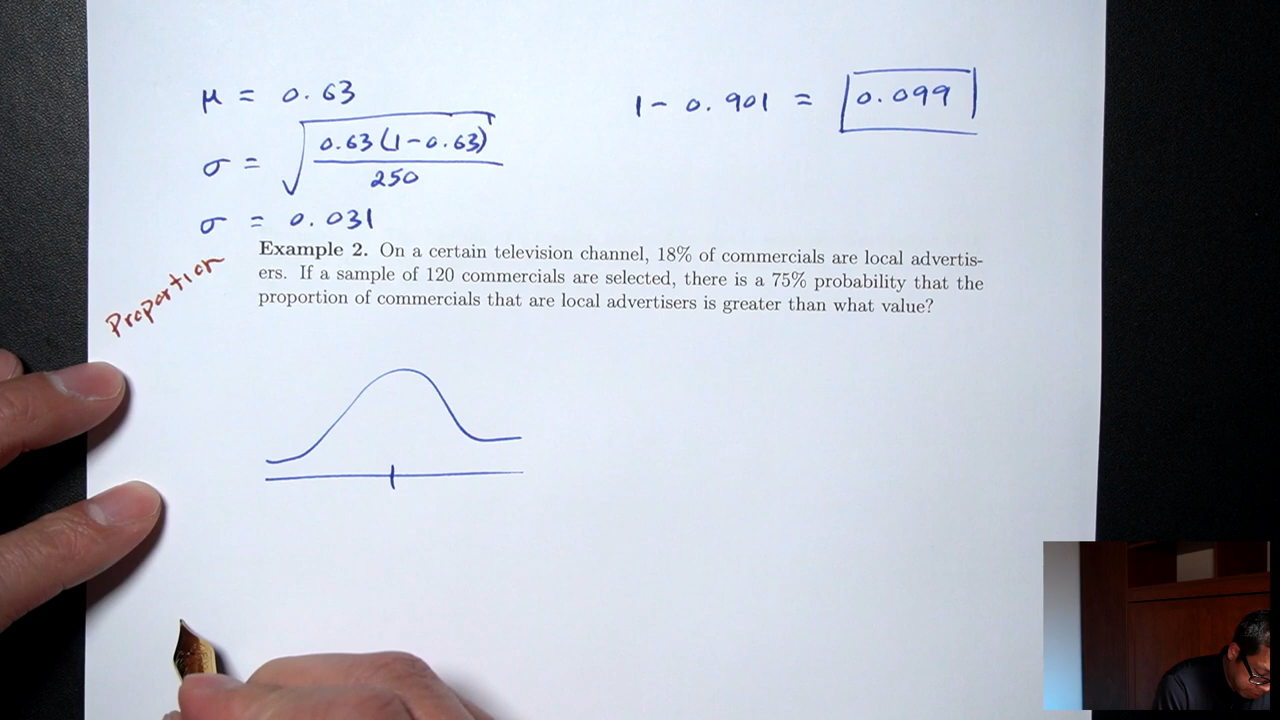 μ = 0.63
σ = √(0.63(1-0.63)/250)
σ = 0.031
1 - 0.901 = 0.099
Proportion
Example 2. On a certain television channel, 18% of commercials are local advertis-
ers. If a sample of 120 commercials are selected, there is a 75% probability that the
proportion of commercials that are local advertisers is greater than what value?